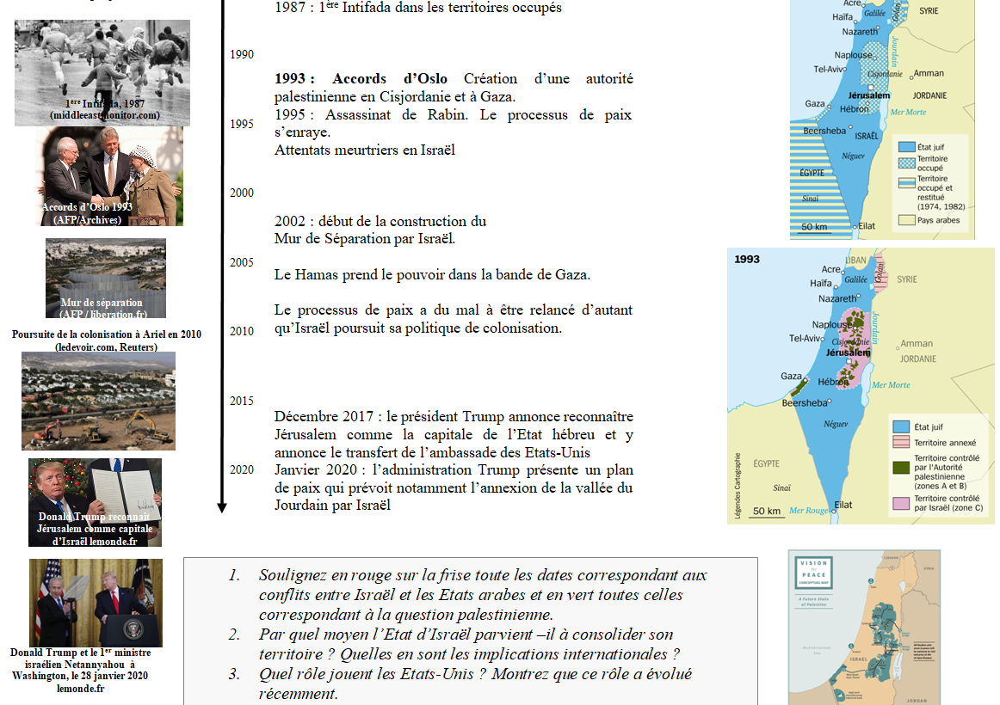 1987 : 1ère Intifada dans les territoires occupés
1990
1993 : Accords d’Oslo Création d’une autorité
palestinienne en Cisjordanie et à Gaza.
1995 : Assassinat de Rabin. Le processus de paix
s’enraye.
Attentats meurtriers en Israël
1995
2000
2002 : début de la construction du
Mur de Séparation par Israël.
2005
Le Hamas prend le pouvoir dans la bande de Gaza.
Le processus de paix a du mal à être relancé d’autant
qu’Israël poursuit sa politique de colonisation.
2010
2015
Décembre 2017 : le président Trump annonce reconnaître
Jérusalem comme la capitale de l’Etat hébreu et y
annonce le transfert de l’ambassade des Etats-Unis
2020
Janvier 2020 : l’administration Trump présente un plan
de paix qui prévoit notamment l’annexion de la vallée du
Jourdain par Israël
1ère Intifada, 1987
(middleeastmonitor.com)
Accords d’Oslo 1993
(AFP/Archives)
Mur de séparation
(AFP / liberation.fr)
Poursuite de la colonisation à Ariel en 2010
(ledevoir.com, Reuters)
Donald Trump reconnait
Jérusalem comme capitale
d’Israël lemonde.fr
Donald Trump et le 1er ministre
israélien Netannyahou à
Washington, le 28 janvier 2020
lemonde.fr
1. Soulignez en rouge sur la frise toute les dates correspondant aux
conflits entre Israël et les Etats arabes et en vert toutes celles
correspondant à la question palestinienne.
2. Par quel moyen l’Etat d’Israël parvient –il à consolider son
territoire ? Quelles en sont les implications internationales ?
3. Quel rôle jouent les Etats-Unis ? Montrez que ce rôle a évolué
récemment.
Acre
Galilée
Golan
SYRIE
Haïfa
Nazareth
Jourdain
Naplouse
Tel-Aviv
Cisjordanie
Amman
Jérusalem
JORDANIE
Gaza
Hébron
Mer Morte
Beersheba
ISRAËL
Néguev
ÉGYPTE
Sinaï
50 km
Eilat
État juif
Territoire
occupé
Territoire
occupé et
restitué
(1974, 1982)
Pays arabes
1993
LIBAN
Acre
Golan
Haïfa
Galilée
SYRIE
Nazareth
Jourdain
Naplouse
Tel-Aviv
Cisjordanie
Amman
Jérusalem
JORDANIE
Gaza
Hébron
Mer Morte
Beersheba
Néguev
État juif
Territoire annexé
Territoire contrôlé
par l'Autorité
palestinienne
(zones A et B)
Territoire contrôlé
par Israël (zone C)
ÉGYPTE
Sinaï
Eilat
Mer Rouge
50 km
Légendes Cartographie
VISION
for
PEACE
CONCEPTUAL MAP
A Future State
of Palestine
LEBANON
SYRIA
ISRAEL
JORDAN